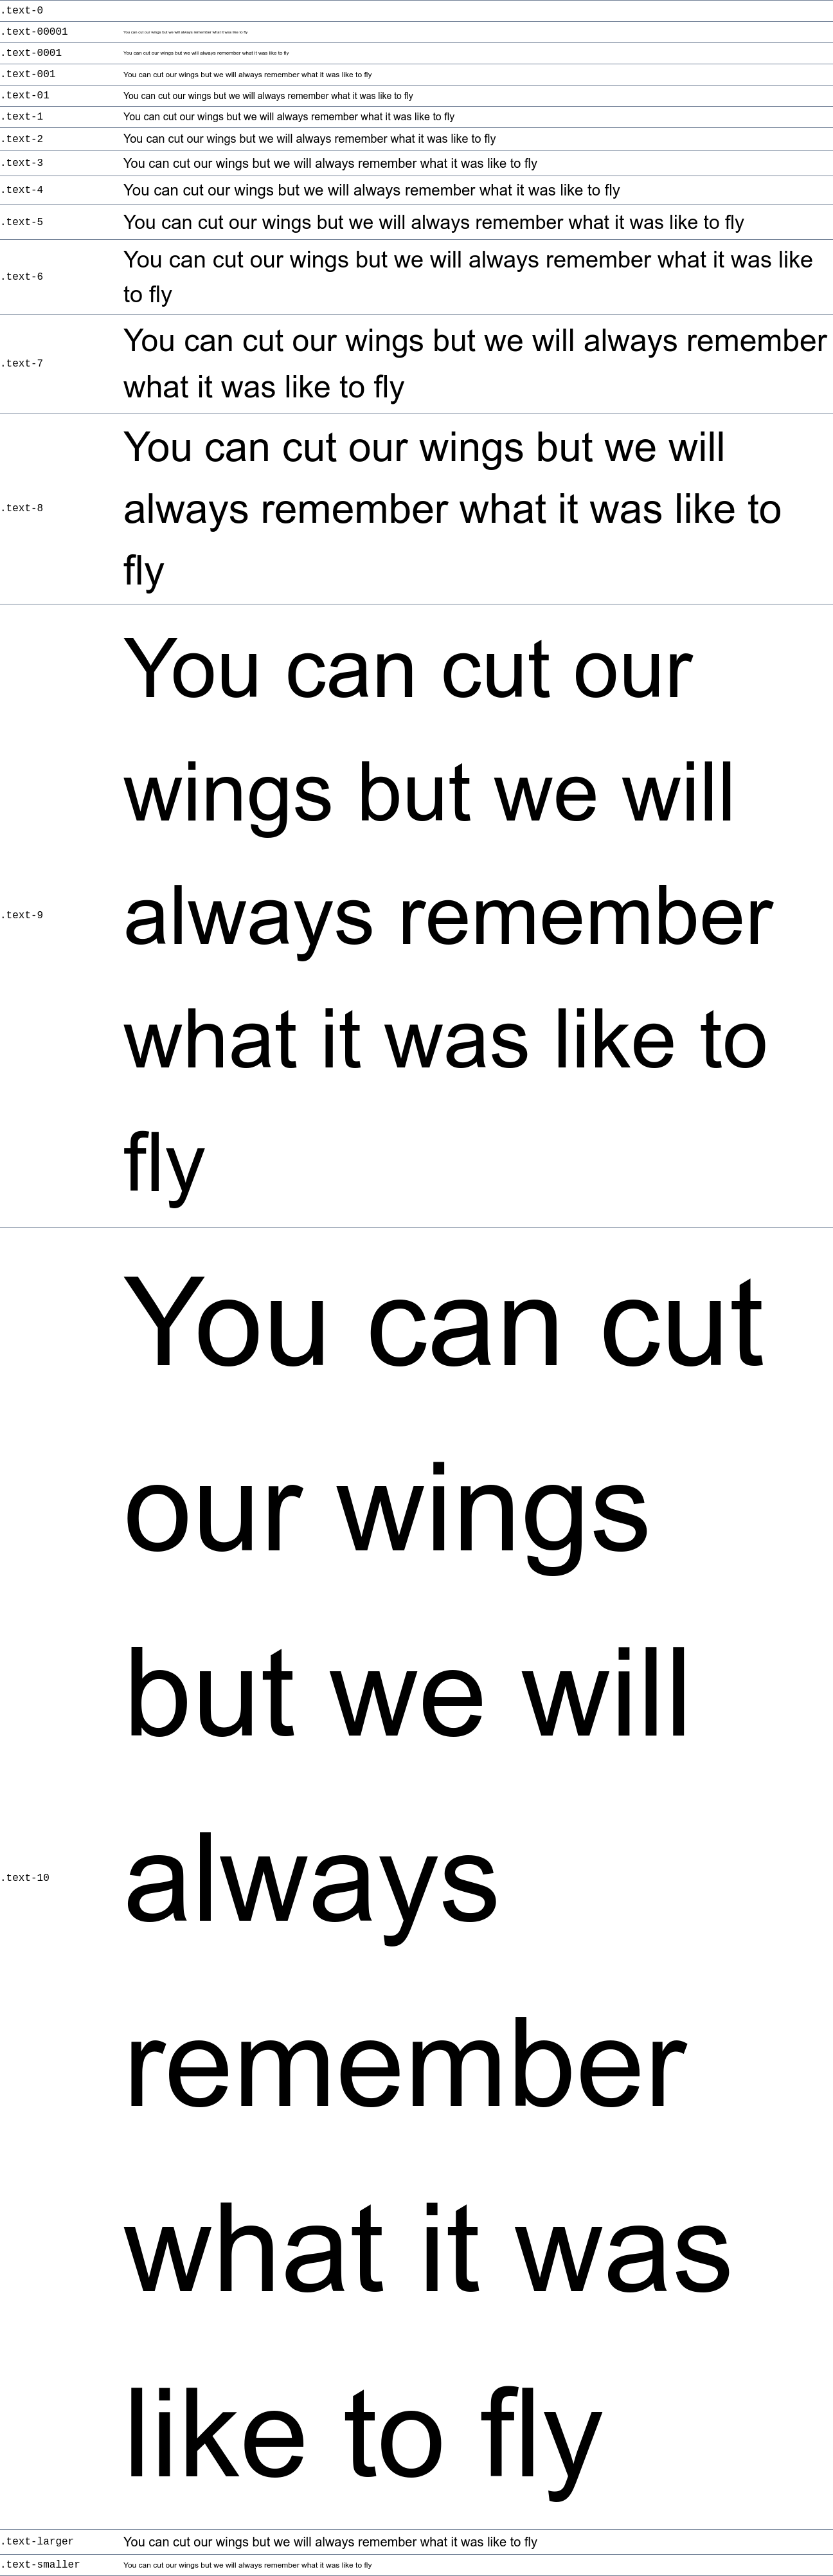 .text-0
.text-00001 You can cut our wings but we will always remember what it was like to fly
.text-0001 You can cut our wings but we will always remember what it was like to fly
.text-001 You can cut our wings but we will always remember what it was like to fly
.text-01 You can cut our wings but we will always remember what it was like to fly
.text-1 You can cut our wings but we will always remember what it was like to fly
.text-2 You can cut our wings but we will always remember what it was like to fly
.text-3 You can cut our wings but we will always remember what it was like to fly
.text-4 You can cut our wings but we will always remember what it was like to fly
.text-5 You can cut our wings but we will always remember what it was like to fly
.text-6
You can cut our wings but we will always remember what it was like
to fly
.text-7
You can cut our wings but we will always remember
what it was like to fly
.text-8
You can cut our wings but we will
always remember what it was like to
fly
.text-9
You can cut our
wings but we will
always remember
what it was like to
fly
.text-10
You can cut
our wings
but we will
always
remember
what it was
like to fly
.text-larger You can cut our wings but we will always remember what it was like to fly
.text-smaller You can cut our wings but we will always remember what it was like to fly